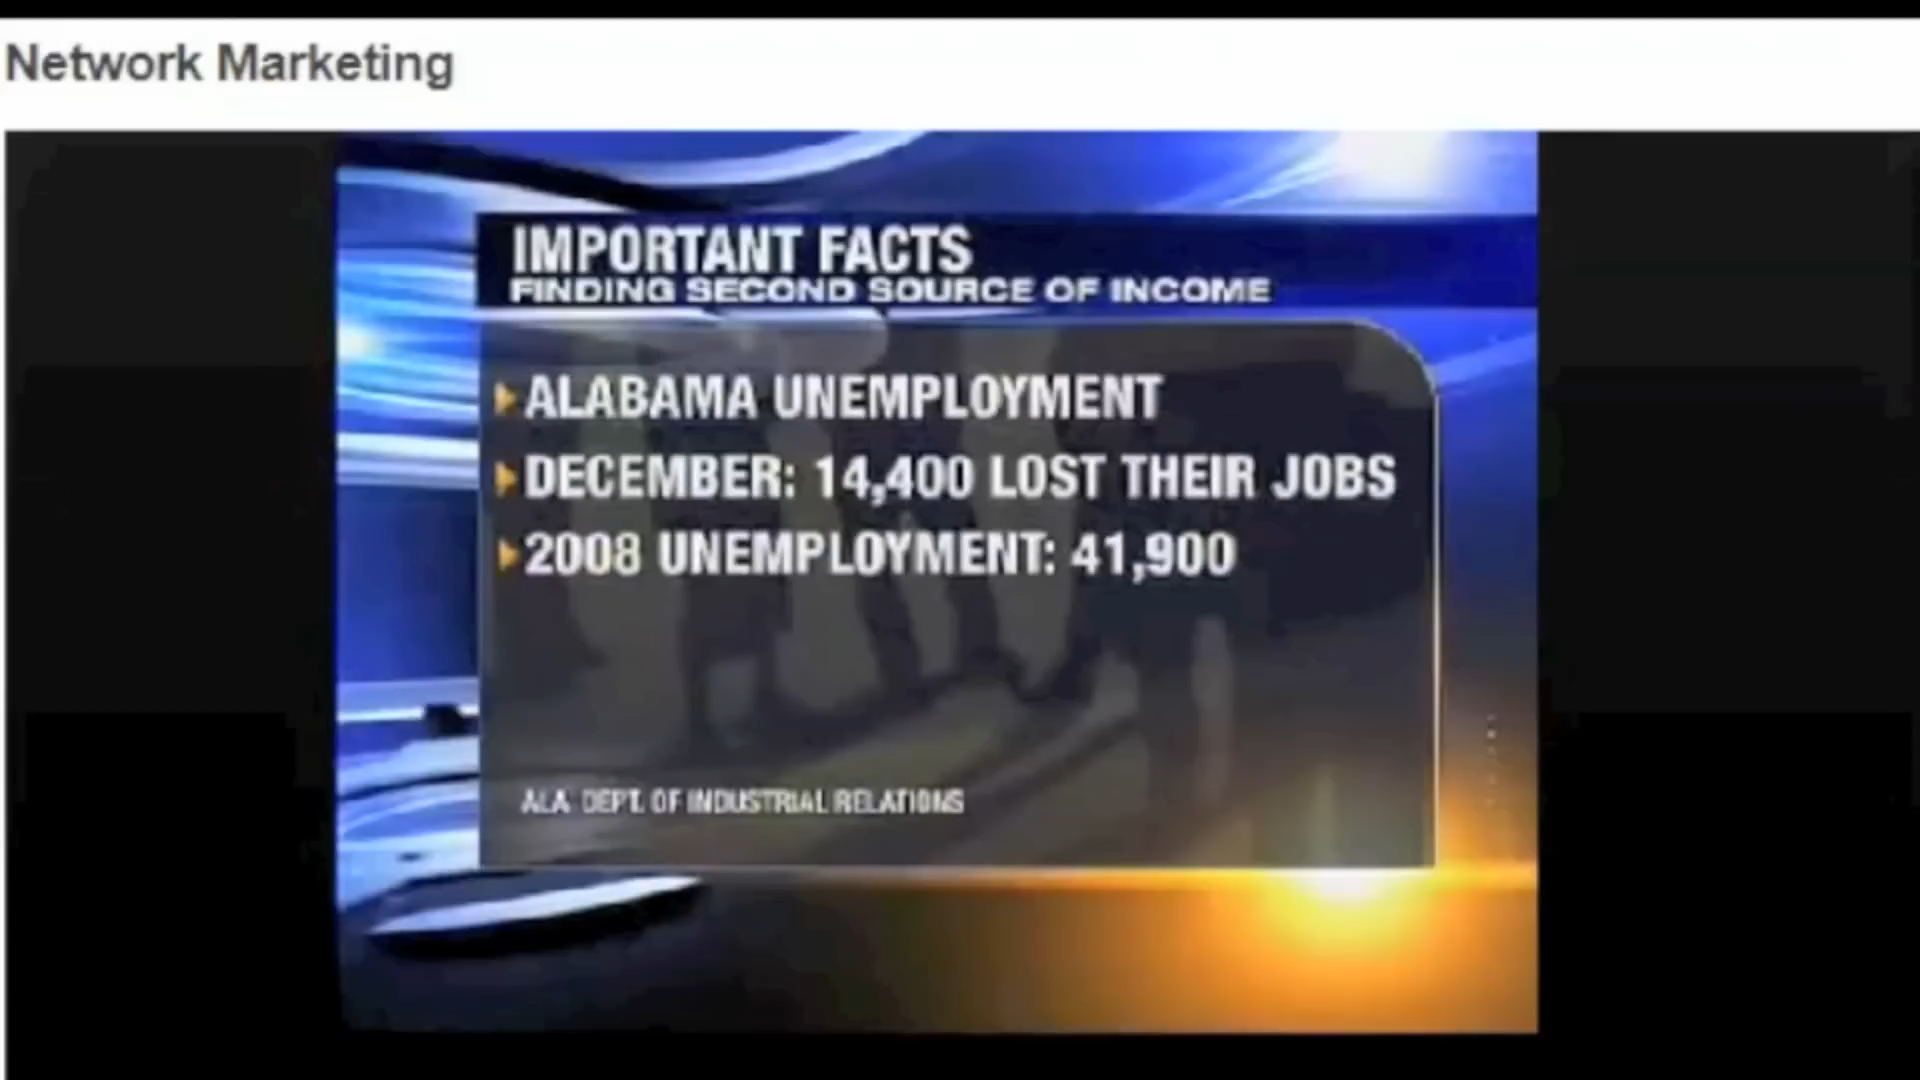 Network Marketing
IMPORTANT FACTS
FINDING SECOND SOURCE OF INCOME
ALABAMA UNEMPLOYMENT
DECEMBER: 14,400 LOST THEIR JOBS
2008 UNEMPLOYMENT: 41,900
ALA. DEPT. OF INDUSTRIAL RELATIONS